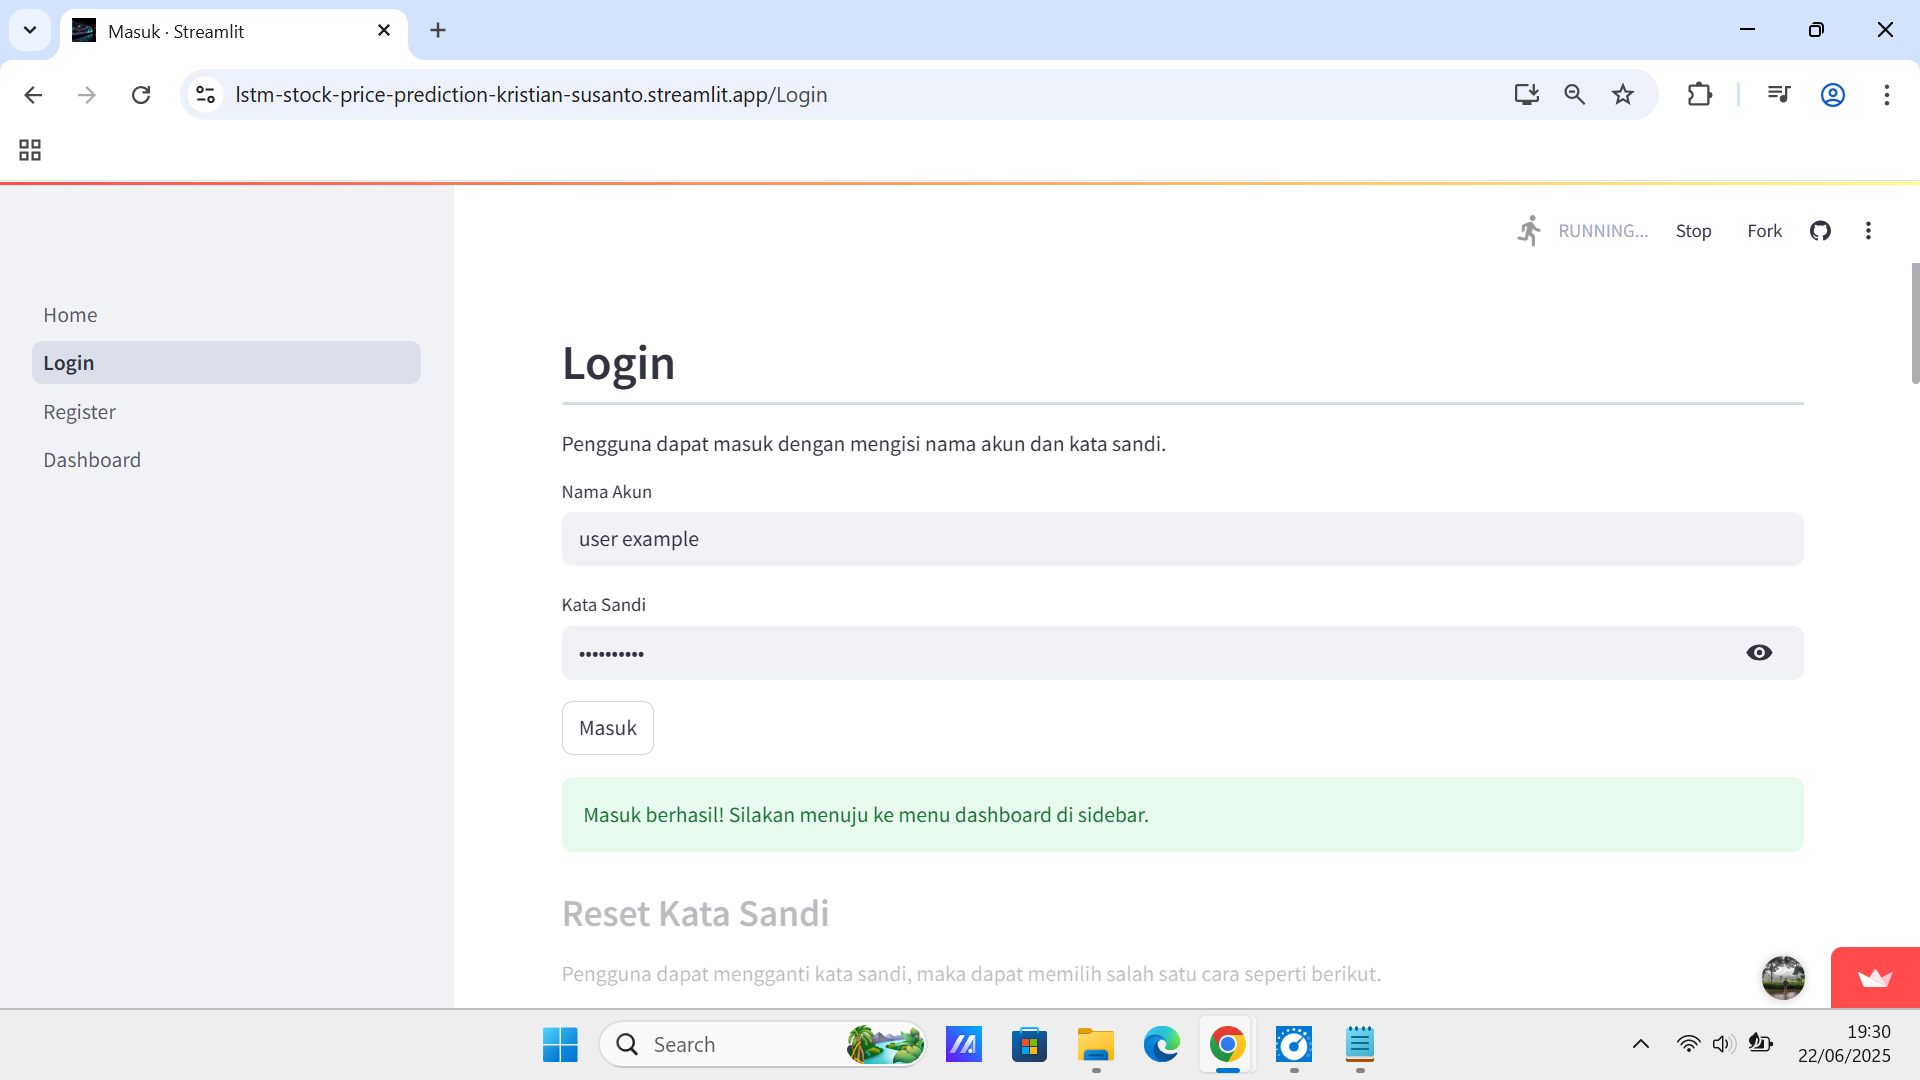 Masuk · Streamlit
lstm-stock-price-prediction-kristian-susanto.streamlit.app/Login
RUNNING...
Stop
Fork
Home
Login
Register
Dashboard
Login
Pengguna dapat masuk dengan mengisi nama akun dan kata sandi.
Nama Akun
user example
Kata Sandi
••••••••••
Masuk
Masuk berhasil! Silakan menuju ke menu dashboard di sidebar.
Reset Kata Sandi
Pengguna dapat mengganti kata sandi, maka dapat memilih salah satu cara seperti berikut.
Search
19:30
22/06/2025